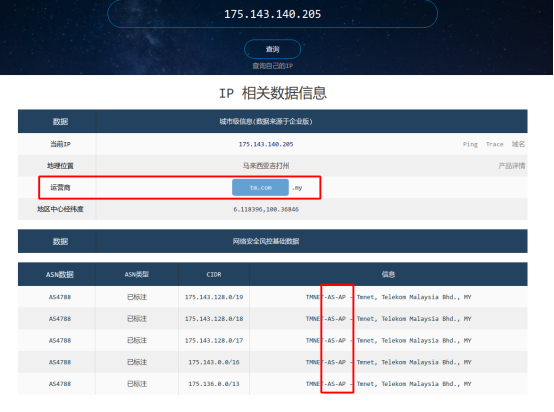 175.143.140.205
查询
查询自己的IP
IP 相关数据信息
数据 城市级信息(数据来源于企业版)
当前IP 175.143.140.205 Ping Trace 域名
地理位置 马来西亚吉打州 产品详情
运营商 tm.com .my
地区中心经纬度 6.118396,100.36846
数据 网络安全风控基础数据
ASN数据 ASN类型 CIDR 信息
AS4788 已标注 175.143.128.0/19 TMNET-AS-AP - Tmnet, Telekom Malaysia Bhd., MY
AS4788 已标注 175.143.128.0/18 TMNET-AS-AP - Tmnet, Telekom Malaysia Bhd., MY
AS4788 已标注 175.143.128.0/17 TMNET-AS-AP - Tmnet, Telekom Malaysia Bhd., MY
AS4788 已标注 175.143.0.0/16 TMNET-AS-AP - Tmnet, Telekom Malaysia Bhd., MY
AS4788 已标注 175.136.0.0/13 TMNET-AS-AP - Tmnet, Telekom Malaysia Bhd., MY